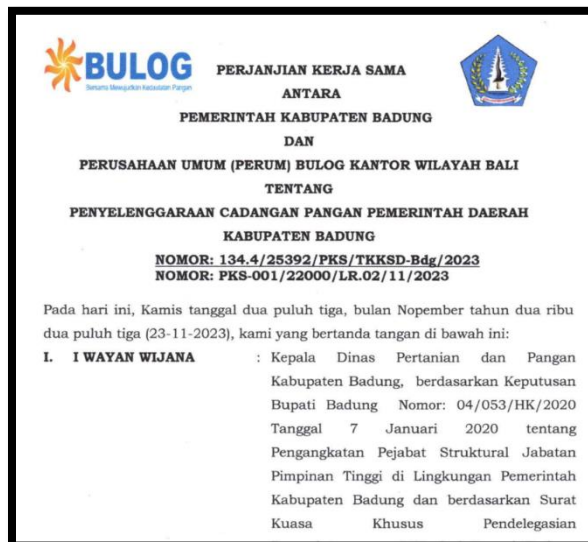 BULOG
Bersama Mewujudkan Kedaulatan Pangan
PERJANJIAN KERJA SAMA
ANTARA
PEMERINTAH KABUPATEN BADUNG
DAN
PERUSAHAAN UMUM (PERUM) BULOG KANTOR WILAYAH BALI
TENTANG
PENYELENGGARAAN CADANGAN PANGAN PEMERINTAH DAERAH
KABUPATEN BADUNG
NOMOR: 134.4/25392/PKS/TKKSD-Bdg/2023
NOMOR: PKS-001/22000/LR.02/11/2023
Pada hari ini, Kamis tanggal dua puluh tiga, bulan Nopember tahun dua ribu
dua puluh tiga (23-11-2023), kami yang bertanda tangan di bawah ini:
I. I WAYAN WIJANA : Kepala Dinas Pertanian dan Pangan
Kabupaten Badung, berdasarkan Keputusan
Bupati Badung Nomor: 04/053/HK/2020
Tanggal 7 Januari 2020 tentang
Pengangkatan Pejabat Struktural Jabatan
Pimpinan Tinggi di Lingkungan Pemerintah
Kabupaten Badung dan berdasarkan Surat
Kuasa Khusus Pendelegasian